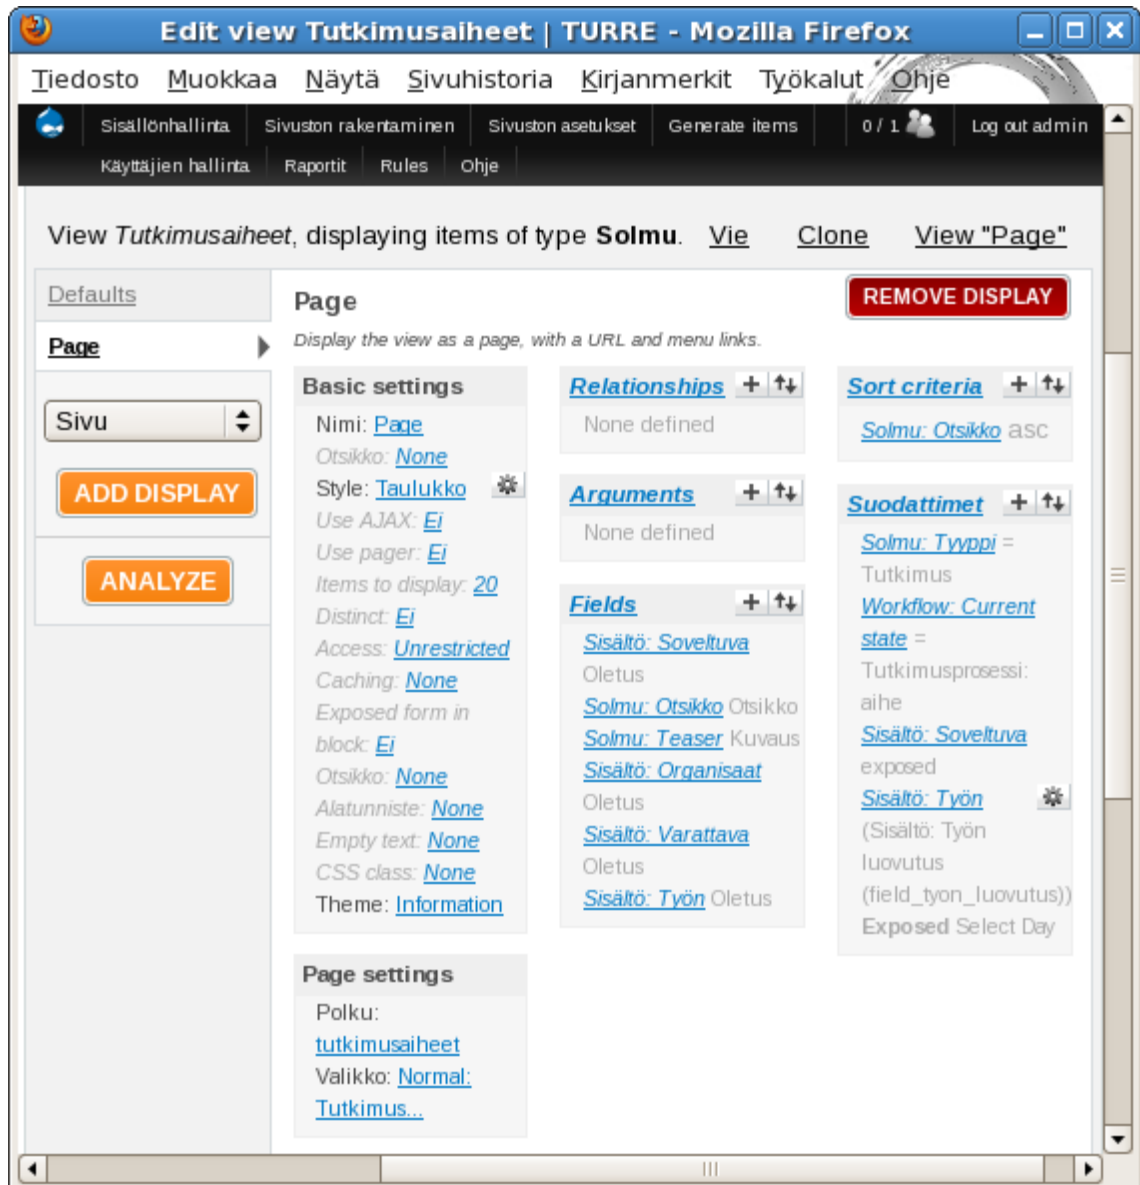 Edit view Tutkimusaiheet | TURRE - Mozilla Firefox
Tiedosto Muokkaa Näytä Sivuhistoria Kirjanmerkit Työkalut Ohje
Sisällönhallinta Sivuston rakentaminen Sivuston asetukset Generate items 0 / 1 Log out admin
Käyttäjien hallinta Raportit Rules Ohje
View Tutkimusaiheet, displaying items of type Solmu. Vie Clone View "Page"
Defaults
Page
Sivu
ADD DISPLAY
ANALYZE
Page
REMOVE DISPLAY
Display the view as a page, with a URL and menu links.
Basic settings
Nimi: Page
Otsikko: None
Style: Taulukko
Use AJAX: Ei
Use pager: Ei
Items to display: 20
Distinct: Ei
Access: Unrestricted
Caching: None
Exposed form in
block: Ei
Otsikko: None
Alatunniste: None
Empty text: None
CSS class: None
Theme: Information
Page settings
Polku:
tutkimusaiheet
Valikko: Normal:
Tutkimus...
Relationships
None defined
Arguments
None defined
Fields
Sisältö: Soveltuva
Oletus
Solmu: Otsikko Otsikko
Solmu: Teaser Kuvaus
Sisältö: Organisaat
Oletus
Sisältö: Varattava
Oletus
Sisältö: Työn Oletus
Sort criteria
Solmu: Otsikko asc
Suodattimet
Solmu: Tyyppi =
Tutkimus
Workflow: Current
state =
Tutkimusprosessi:
aihe
Sisältö: Soveltuva
exposed
Sisältö: Työn
(Sisältö: Työn
luovutus
(field_tyon_luovutus))
Exposed Select Day